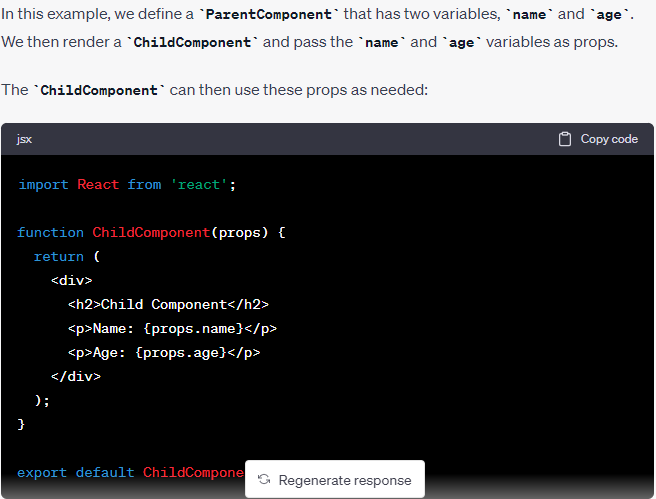 In this example, we define a `ParentComponent` that has two variables, `name` and `age`.
We then render a `ChildComponent` and pass the `name` and `age` variables as props.
The `ChildComponent` can then use these props as needed:
jsx Copy code
import React from 'react';
function ChildComponent(props) {
return (
<div>
<h2>Child Component</h2>
<p>Name: {props.name}</p>
<p>Age: {props.age}</p>
</div>
);
}
export default ChildCompone
Regenerate response